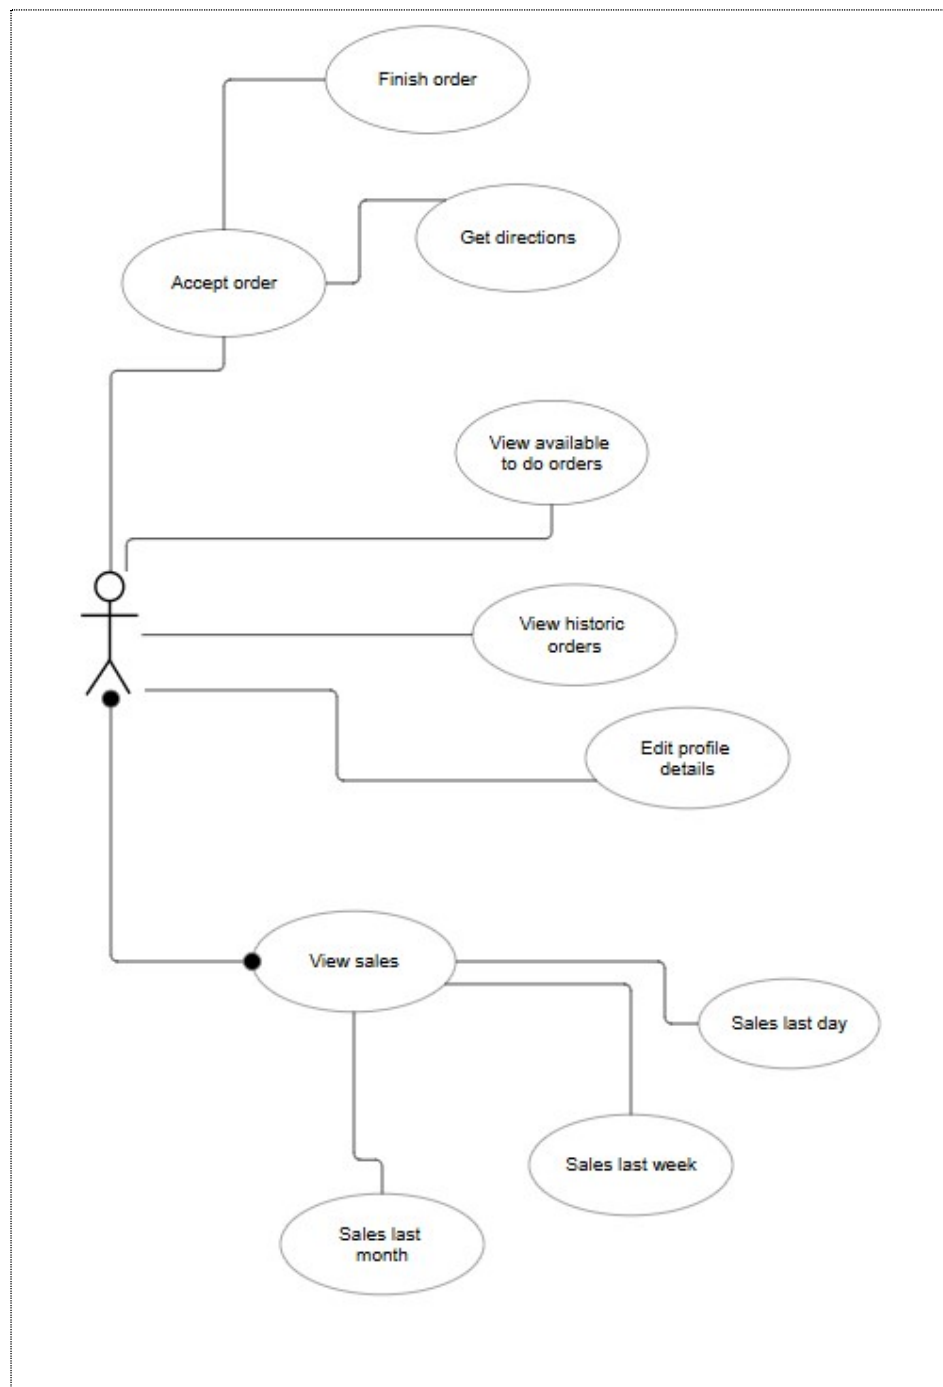 Finish order
Get directions
Accept order
View available
to do orders
View historic
orders
Edit profile
details
View sales
Sales last day
Sales last week
Sales last
month